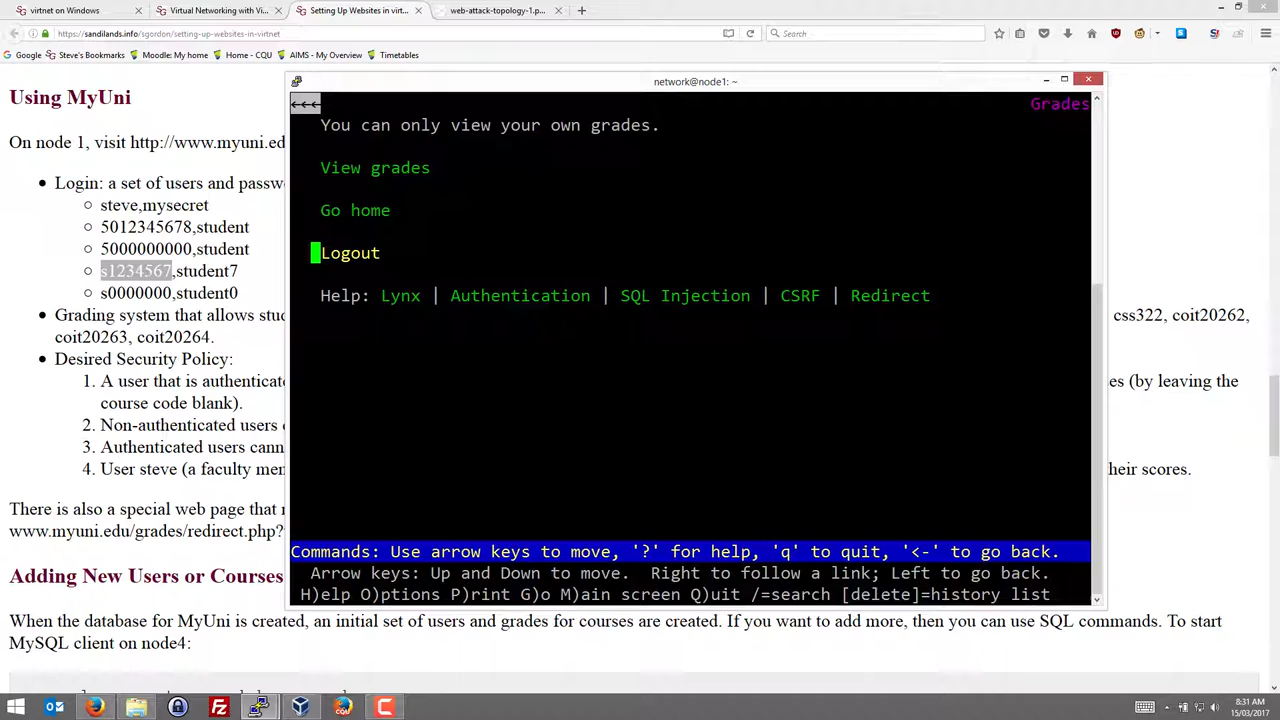 virtnet on Windows
Virtual Networking with Vi...
Setting Up Websites in virt...
web-attack-topology-1.p...
https://sandilands.info/sgordon/setting-up-websites-in-virtnet
Search
Google
Steve's Bookmarks
Moodle: My home
Home - CQU
AIMS - My Overview
Timetables
Using MyUni
On node 1, visit http://www.myuni.ed
Login: a set of users and passw
steve,mysecret
5012345678,student
5000000000,student
s1234567,student7
s0000000,student0
Grading system that allows stu
css322, coit20262,
coit20263, coit20264.
Desired Security Policy:
1. A user that is authenticate
es (by leaving the
course code blank).
2. Non-authenticated users
3. Authenticated users cann
4. User steve (a faculty mem
heir scores.
There is also a special web page that
www.myuni.edu/grades/redirect.php?
Adding New Users or Courses
When the database for MyUni is created, an initial set of users and grades for courses are created. If you want to add more, then you can use SQL commands. To start
MySQL client on node4:
network@node1: ~
←←←
Grades
You can only view your own grades.
View grades
Go home
Logout
Help: Lynx | Authentication | SQL Injection | CSRF | Redirect
Commands: Use arrow keys to move, '?' for help, 'q' to quit, '<-' to go back.
Arrow keys: Up and Down to move. Right to follow a link; Left to go back.
H)elp O)ptions P)rint G)o M)ain screen Q)uit /=search [delete]=history list
8:31 AM
15/03/2017